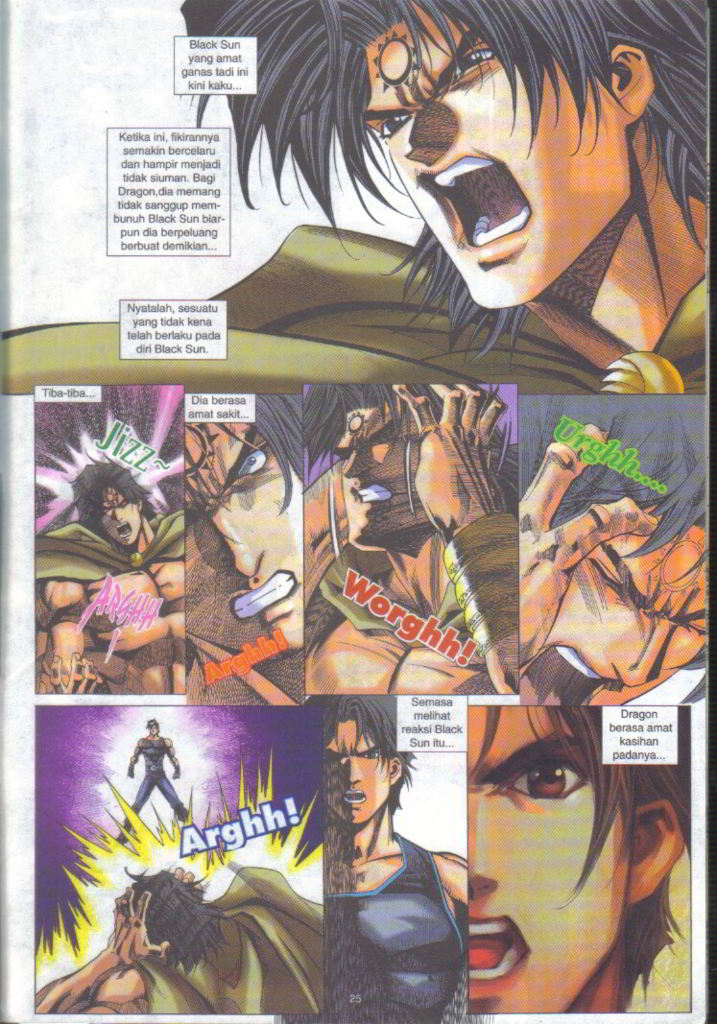 Black Sun
yang amat
ganas tadi ini
kini kaku...
Ketika ini, fikirannya
semakin bercelaru
dan hampir menjadi
tidak siuman. Bagi
Dragon,dia memang
tidak sanggup mem-
bunuh Black Sun biar-
pun dia berpeluang
berbuat demikian...
Nyatalah, sesuatu
yang tidak kena
telah berlaku pada
diri Black Sun.
Tiba-tiba...
Jizz~
ARGHHH!
Dia berasa
amat sakit...
Arghh!
Worghh!
Urghh....
Arghh!
Semasa
melihat
reaksi Black
Sun itu...
Dragon
berasa amat
kasihan
padanya...
25